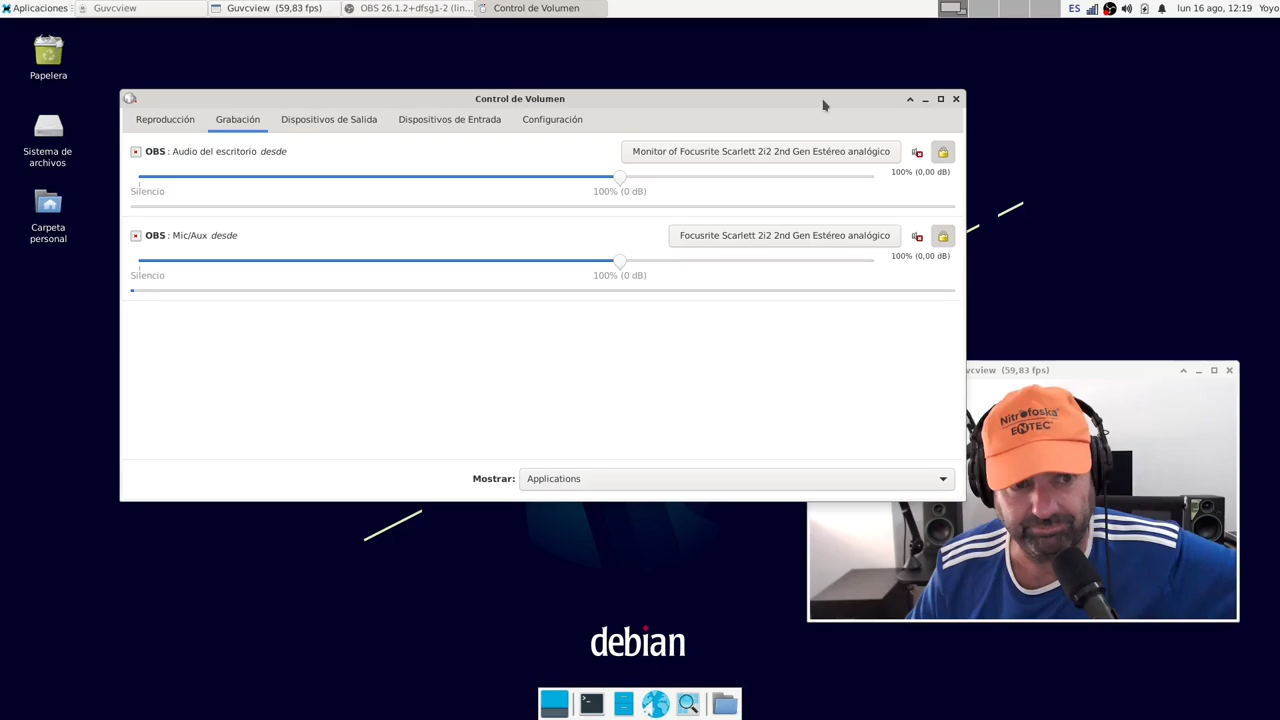 Aplicaciones
Guvcview
Guvcview (59,83 fps)
OBS 26.1.2+dfsg1-2 (lin...
Control de Volumen
ES
lun 16 ago, 12:19
Yoyo
Papelera
Sistema de
archivos
Carpeta
personal
Control de Volumen
Reproducción
Grabación
Dispositivos de Salida
Dispositivos de Entrada
Configuración
OBS : Audio del escritorio desde
Monitor of Focusrite Scarlett 2i2 2nd Gen Estéreo analógico
100% (0,00 dB)
Silencio
100% (0 dB)
OBS : Mic/Aux desde
Focusrite Scarlett 2i2 2nd Gen Estéreo analógico
100% (0,00 dB)
Silencio
100% (0 dB)
Mostrar:
Applications
vcview (59,83 fps)
Nitrofoska
ENTEC
debian